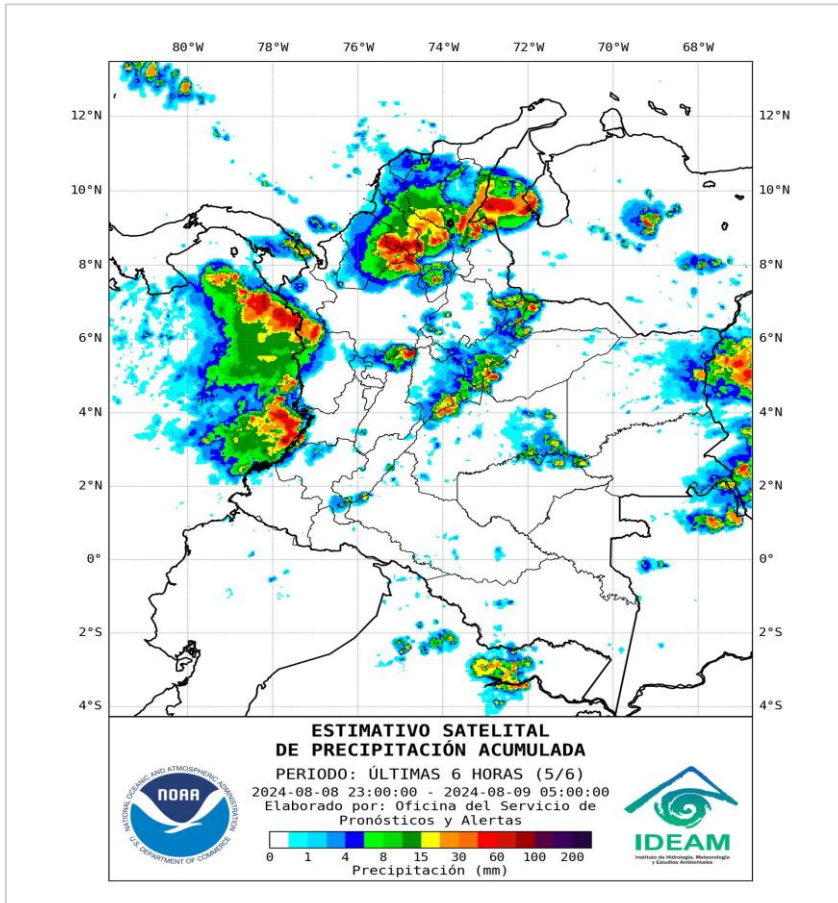 80°W 78°W 76°W 74°W 72°W 70°W 68°W
12°N 12°N
10°N 10°N
8°N 8°N
6°N 6°N
4°N 4°N
2°N 2°N
0° 0°
2°S 2°S
4°S 4°S
ESTIMATIVO SATELITAL
DE PRECIPITACIÓN ACUMULADA
PERIODO: ÚLTIMAS 6 HORAS (5/6)
2024-08-08 23:00:00 - 2024-08-09 05:00:00
Elaborado por: Oficina del Servicio de
Pronósticos y Alertas
0 1 4 8 15 30 60 100 200
Precipitación (mm)
NATIONAL OCEANIC AND ATMOSPHERIC ADMINISTRATION
NOAA
U.S. DEPARTMENT OF COMMERCE
IDEAM
Instituto de Hidrología, Meteorología
y Estudios Ambientales